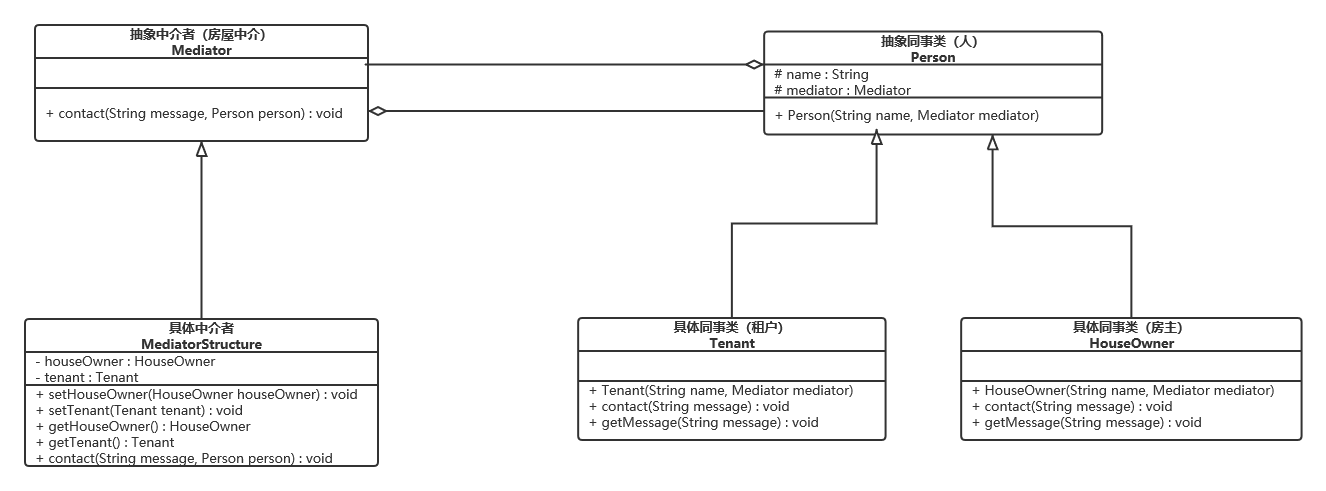 抽象中介者（房屋中介）
Mediator
+ contact(String message, Person person) : void
抽象同事类（人）
Person
# name : String
# mediator : Mediator
+ Person(String name, Mediator mediator)
具体中介者
MediatorStructure
- houseOwner : HouseOwner
- tenant : Tenant
+ setHouseOwner(HouseOwner houseOwner) : void
+ setTenant(Tenant tenant) : void
+ getHouseOwner() : HouseOwner
+ getTenant() : Tenant
+ contact(String message, Person person) : void
具体同事类（租户）
Tenant
+ Tenant(String name, Mediator mediator)
+ contact(String message) : void
+ getMessage(String message) : void
具体同事类（房主）
HouseOwner
+ HouseOwner(String name, Mediator mediator)
+ contact(String message) : void
+ getMessage(String message) : void